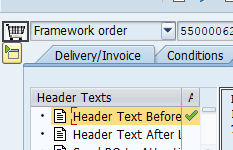 Framework order 55000062
Delivery/Invoice Conditions
Header Texts A
Header Text Before
Header Text After L